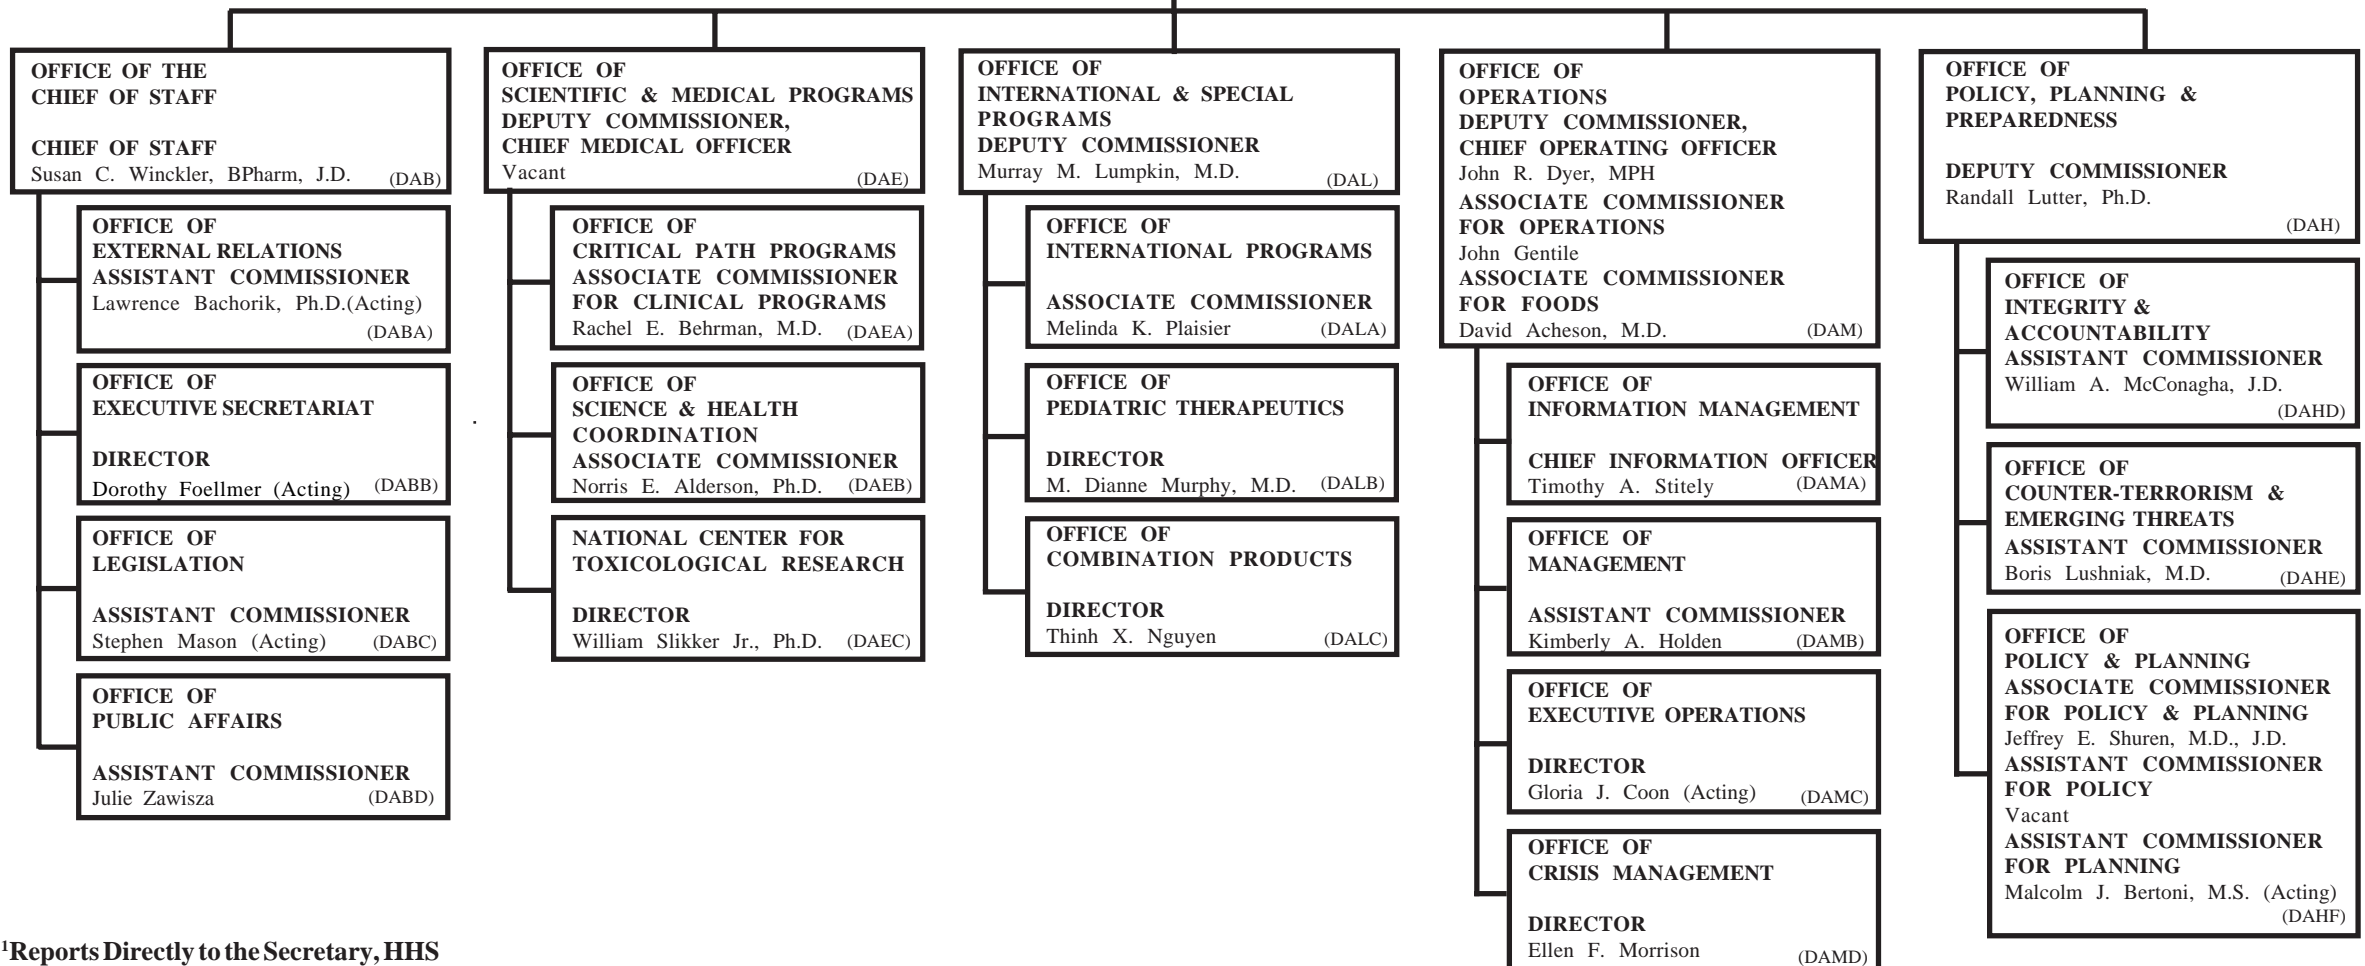 OFFICE OF THE
CHIEF OF STAFF
CHIEF OF STAFF
Susan C. Winckler, BPharm, J.D. (DAB)
OFFICE OF
EXTERNAL RELATIONS
ASSISTANT COMMISSIONER
Lawrence Bachorik, Ph.D.(Acting)
(DABA)
OFFICE OF
EXECUTIVE SECRETARIAT
DIRECTOR
Dorothy Foellmer (Acting) (DABB)
OFFICE OF
LEGISLATION
ASSISTANT COMMISSIONER
Stephen Mason (Acting) (DABC)
OFFICE OF
PUBLIC AFFAIRS
ASSISTANT COMMISSIONER
Julie Zawisza (DABD)
OFFICE OF
SCIENTIFIC & MEDICAL PROGRAMS
DEPUTY COMMISSIONER,
CHIEF MEDICAL OFFICER
Vacant (DAE)
OFFICE OF
CRITICAL PATH PROGRAMS
ASSOCIATE COMMISSIONER
FOR CLINICAL PROGRAMS
Rachel E. Behrman, M.D. (DAEA)
OFFICE OF
SCIENCE & HEALTH
COORDINATION
ASSOCIATE COMMISSIONER
Norris E. Alderson, Ph.D. (DAEB)
NATIONAL CENTER FOR
TOXICOLOGICAL RESEARCH
DIRECTOR
William Slikker Jr., Ph.D. (DAEC)
OFFICE OF
INTERNATIONAL & SPECIAL
PROGRAMS
DEPUTY COMMISSIONER
Murray M. Lumpkin, M.D. (DAL)
OFFICE OF
INTERNATIONAL PROGRAMS
ASSOCIATE COMMISSIONER
Melinda K. Plaisier (DALA)
OFFICE OF
PEDIATRIC THERAPEUTICS
DIRECTOR
M. Dianne Murphy, M.D. (DALB)
OFFICE OF
COMBINATION PRODUCTS
DIRECTOR
Thinh X. Nguyen (DALC)
OFFICE OF
OPERATIONS
DEPUTY COMMISSIONER,
CHIEF OPERATING OFFICER
John R. Dyer, MPH
ASSOCIATE COMMISSIONER
FOR OPERATIONS
John Gentile
ASSOCIATE COMMISSIONER
FOR FOODS
David Acheson, M.D. (DAM)
OFFICE OF
INFORMATION MANAGEMENT
CHIEF INFORMATION OFFICER
Timothy A. Stitely (DAMA)
OFFICE OF
MANAGEMENT
ASSISTANT COMMISSIONER
Kimberly A. Holden (DAMB)
OFFICE OF
EXECUTIVE OPERATIONS
DIRECTOR
Gloria J. Coon (Acting) (DAMC)
OFFICE OF
CRISIS MANAGEMENT
DIRECTOR
Ellen F. Morrison (DAMD)
OFFICE OF
POLICY, PLANNING &
PREPAREDNESS
DEPUTY COMMISSIONER
Randall Lutter, Ph.D.
(DAH)
OFFICE OF
INTEGRITY &
ACCOUNTABILITY
ASSISTANT COMMISSIONER
William A. McConagha, J.D.
(DAHD)
OFFICE OF
COUNTER-TERRORISM &
EMERGING THREATS
ASSISTANT COMMISSIONER
Boris Lushniak, M.D. (DAHE)
OFFICE OF
POLICY & PLANNING
ASSOCIATE COMMISSIONER
FOR POLICY & PLANNING
Jeffrey E. Shuren, M.D., J.D.
ASSISTANT COMMISSIONER
FOR POLICY
Vacant
ASSISTANT COMMISSIONER
FOR PLANNING
Malcolm J. Bertoni, M.S. (Acting)
(DAHF)
¹Reports Directly to the Secretary, HHS